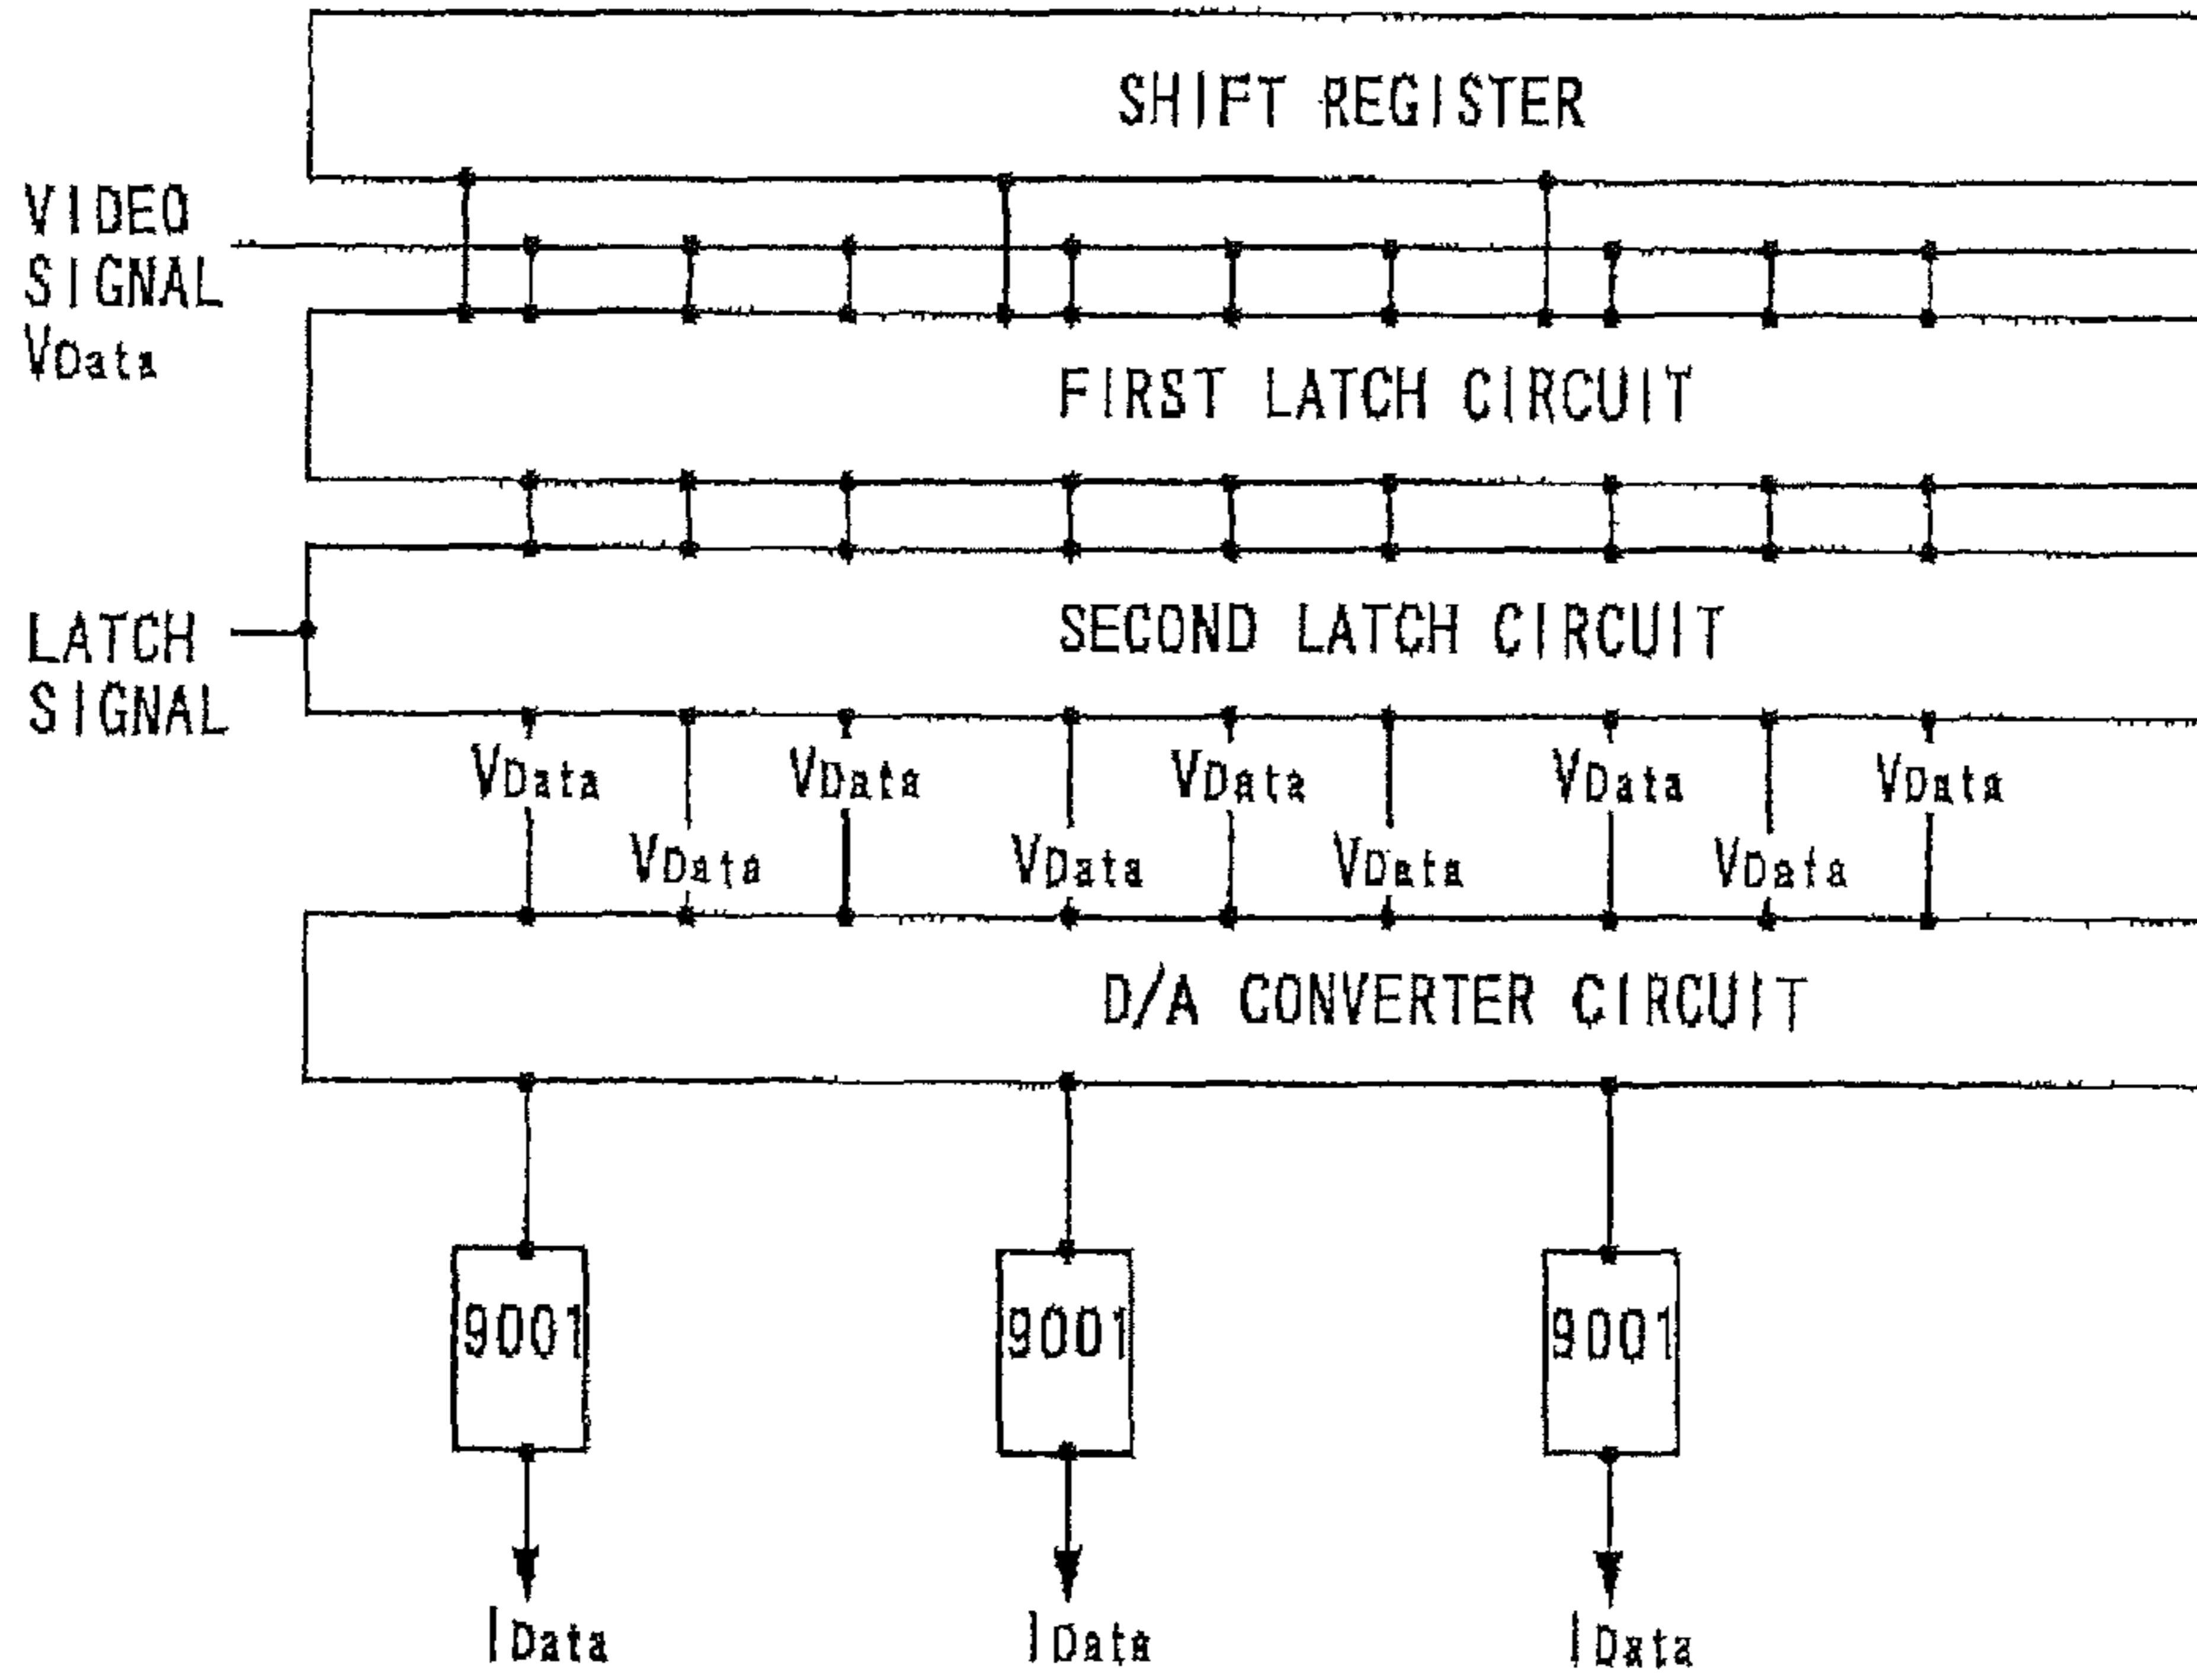 SHIFT REGISTER
VIDEO
SIGNAL
VData
FIRST LATCH CIRCUIT
SECOND LATCH CIRCUIT
LATCH
SIGNAL
VData VData VData VData VData
VData VData VData VData
D/A CONVERTER CIRCUIT
9001 9001 9001
IData IData IData